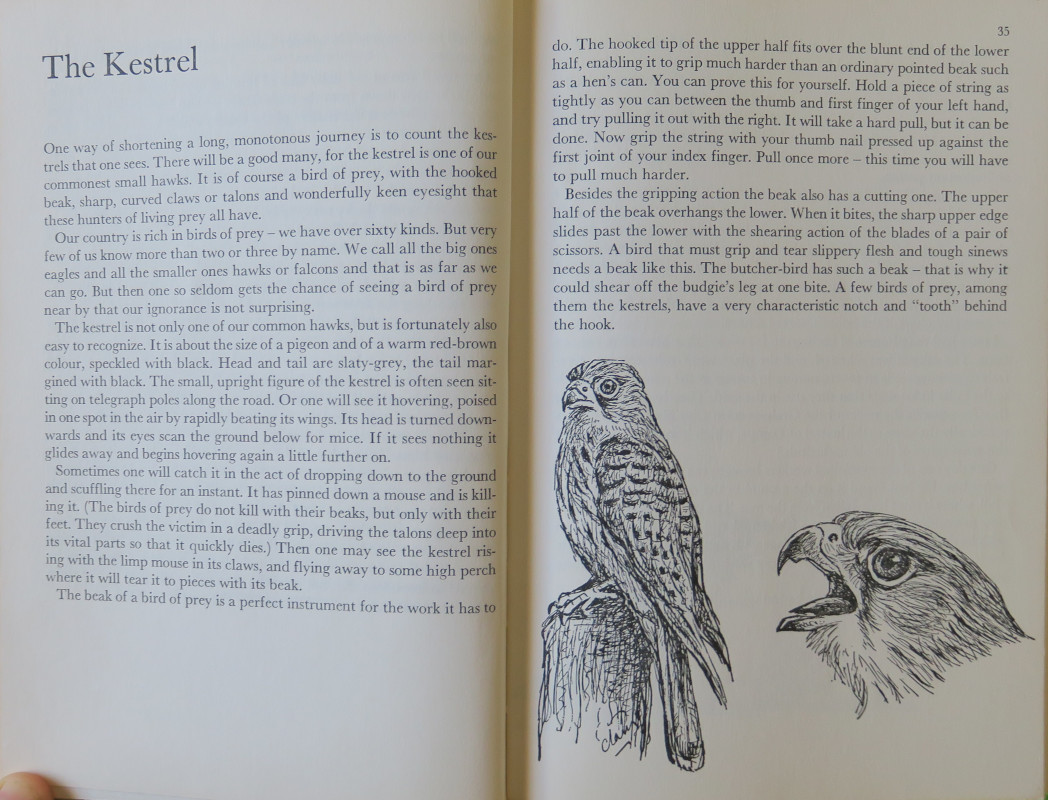 The Kestrel
One way of shortening a long, monotonous journey is to count the kes-
trels that one sees. There will be a good many, for the kestrel is one of our
commonest small hawks. It is of course a bird of prey, with the hooked
beak, sharp, curved claws or talons and wonderfully keen eyesight that
these hunters of living prey all have.
Our country is rich in birds of prey – we have over sixty kinds. But very
few of us know more than two or three by name. We call all the big ones
eagles and all the smaller ones hawks or falcons and that is as far as we
can go. But then one so seldom gets the chance of seeing a bird of prey
near by that our ignorance is not surprising.
The kestrel is not only one of our common hawks, but is fortunately also
easy to recognize. It is about the size of a pigeon and of a warm red-brown
colour, speckled with black. Head and tail are slaty-grey, the tail mar-
gined with black. The small, upright figure of the kestrel is often seen sit-
ting on telegraph poles along the road. Or one will see it hovering, poised
in one spot in the air by rapidly beating its wings. Its head is turned down-
wards and its eyes scan the ground below for mice. If it sees nothing it
glides away and begins hovering again a little further on.
Sometimes one will catch it in the act of dropping down to the ground
and scuffling there for an instant. It has pinned down a mouse and is kill-
ing it. (The birds of prey do not kill with their beaks, but only with their
feet. They crush the victim in a deadly grip, driving the talons deep into
its vital parts so that it quickly dies.) Then one may see the kestrel ris-
ing with the limp mouse in its claws, and flying away to some high perch
where it will tear it to pieces with its beak.
The beak of a bird of prey is a perfect instrument for the work it has to
35
do. The hooked tip of the upper half fits over the blunt end of the lower
half, enabling it to grip much harder than an ordinary pointed beak such
as a hen's can. You can prove this for yourself. Hold a piece of string as
tightly as you can between the thumb and first finger of your left hand,
and try pulling it out with the right. It will take a hard pull, but it can be
done. Now grip the string with your thumb nail pressed up against the
first joint of your index finger. Pull once more – this time you will have
to pull much harder.
Besides the gripping action the beak also has a cutting one. The upper
half of the beak overhangs the lower. When it bites, the sharp upper edge
slides past the lower with the shearing action of the blades of a pair of
scissors. A bird that must grip and tear slippery flesh and tough sinews
needs a beak like this. The butcher-bird has such a beak – that is why it
could shear off the budgie's leg at one bite. A few birds of prey, among
them the kestrels, have a very characteristic notch and “tooth” behind
the hook.